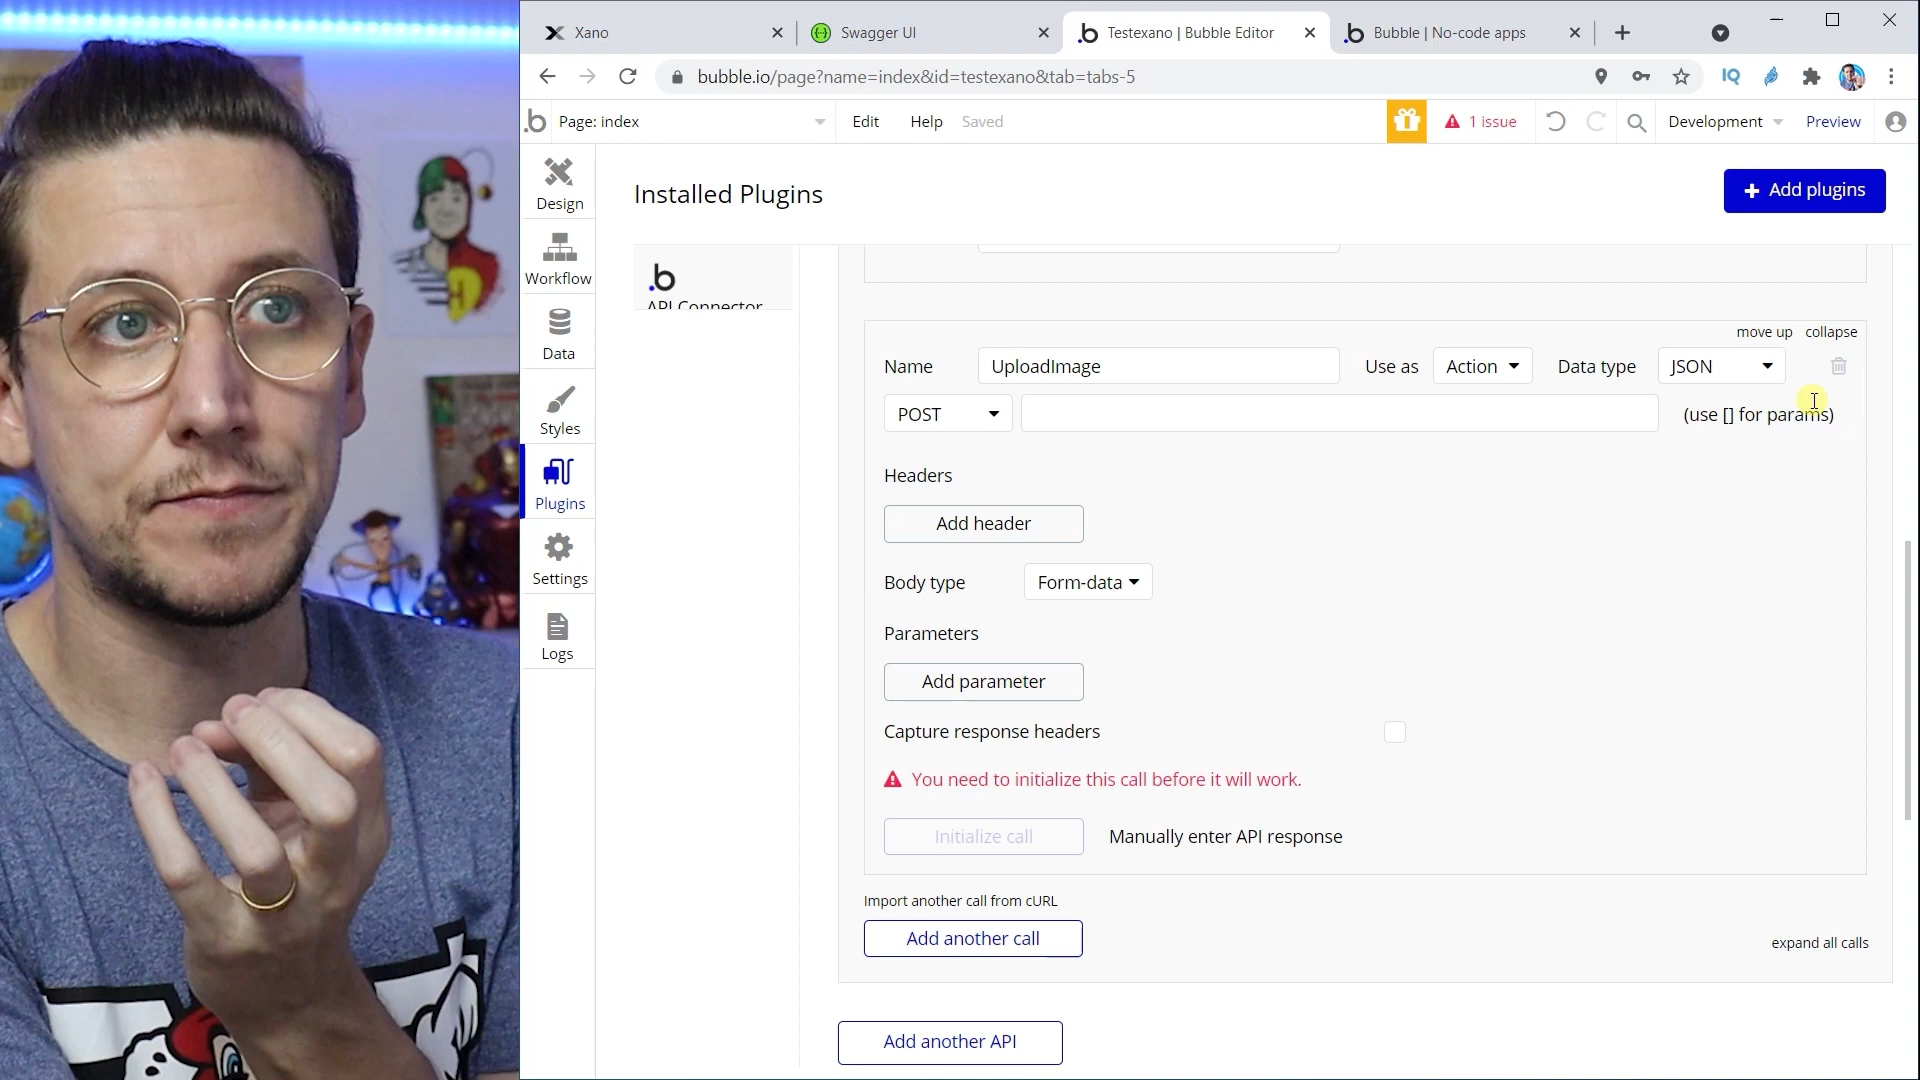 Xano
Swagger UI
Testexano | Bubble Editor
Bubble | No-code apps
bubble.io/page?name=index&id=testexano&tab=tabs-5
IQ
Page: index
Edit
Help
Saved
1 issue
Development
Preview
Design
Workflow
Data
Styles
Plugins
Settings
Logs
Installed Plugins
+ Add plugins
API Connector
move up
collapse
Name
UploadImage
Use as
Action
Data type
JSON
POST
(use [] for params)
Headers
Add header
Body type
Form-data
Parameters
Add parameter
Capture response headers
You need to initialize this call before it will work.
Initialize call
Manually enter API response
Import another call from cURL
Add another call
expand all calls
Add another API